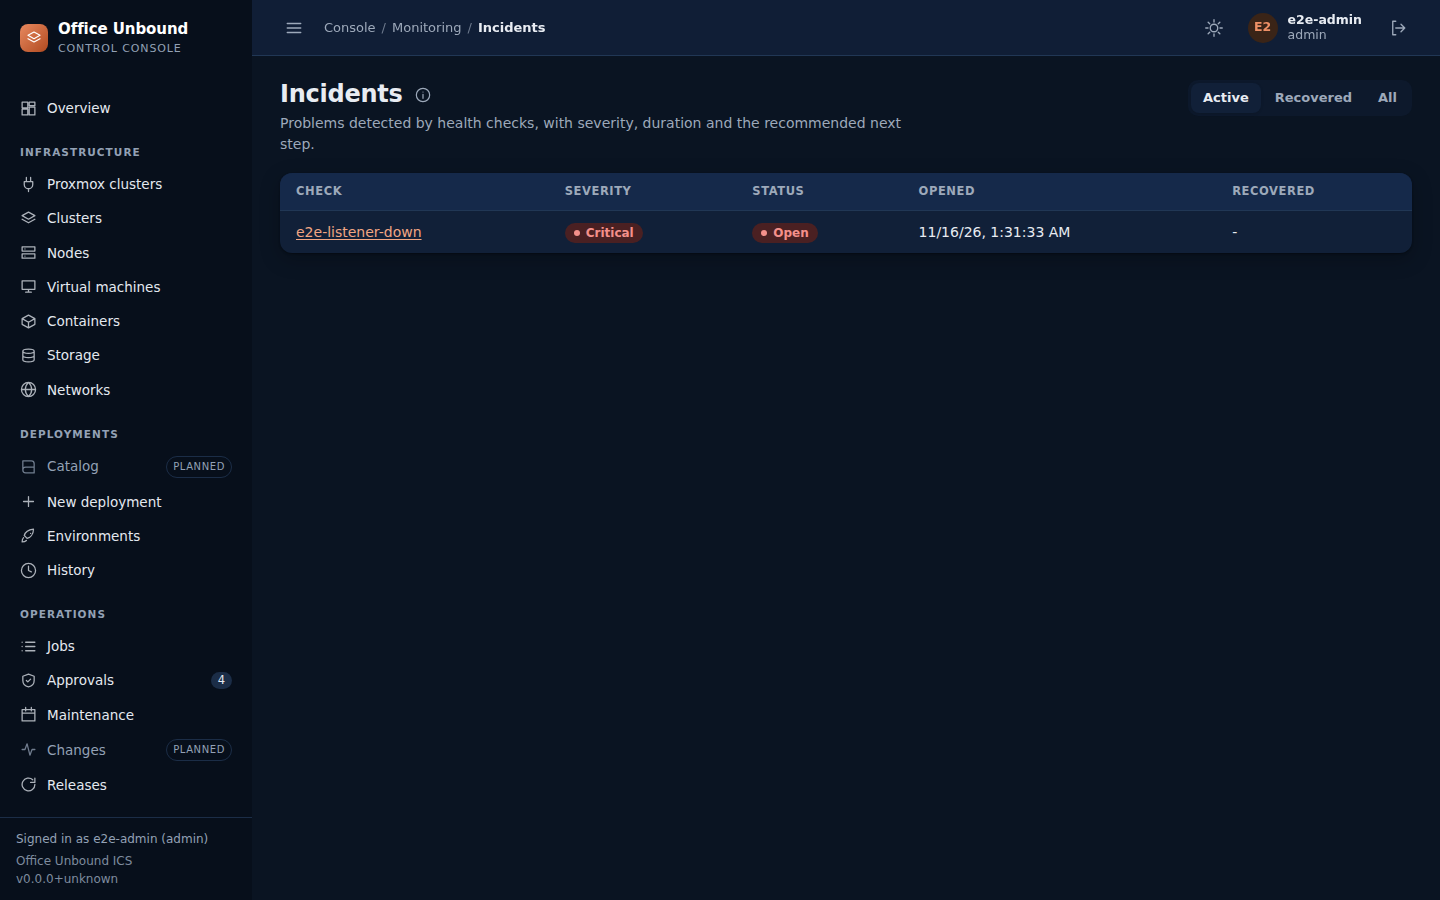 Office Unbound
CONTROL CONSOLE
Overview
INFRASTRUCTURE
Proxmox clusters
Clusters
Nodes
Virtual machines
Containers
Storage
Networks
DEPLOYMENTS
Catalog PLANNED
New deployment
Environments
History
OPERATIONS
Jobs
Approvals 4
Maintenance
Changes PLANNED
Releases
Signed in as e2e-admin (admin)
Office Unbound ICS
v0.0.0+unknown
Console / Monitoring / Incidents
E2
e2e-admin
admin
Incidents
Problems detected by health checks, with severity, duration and the recommended next
step.
Active Recovered All
CHECK SEVERITY STATUS OPENED RECOVERED
e2e-listener-down Critical Open 11/16/26, 1:31:33 AM -